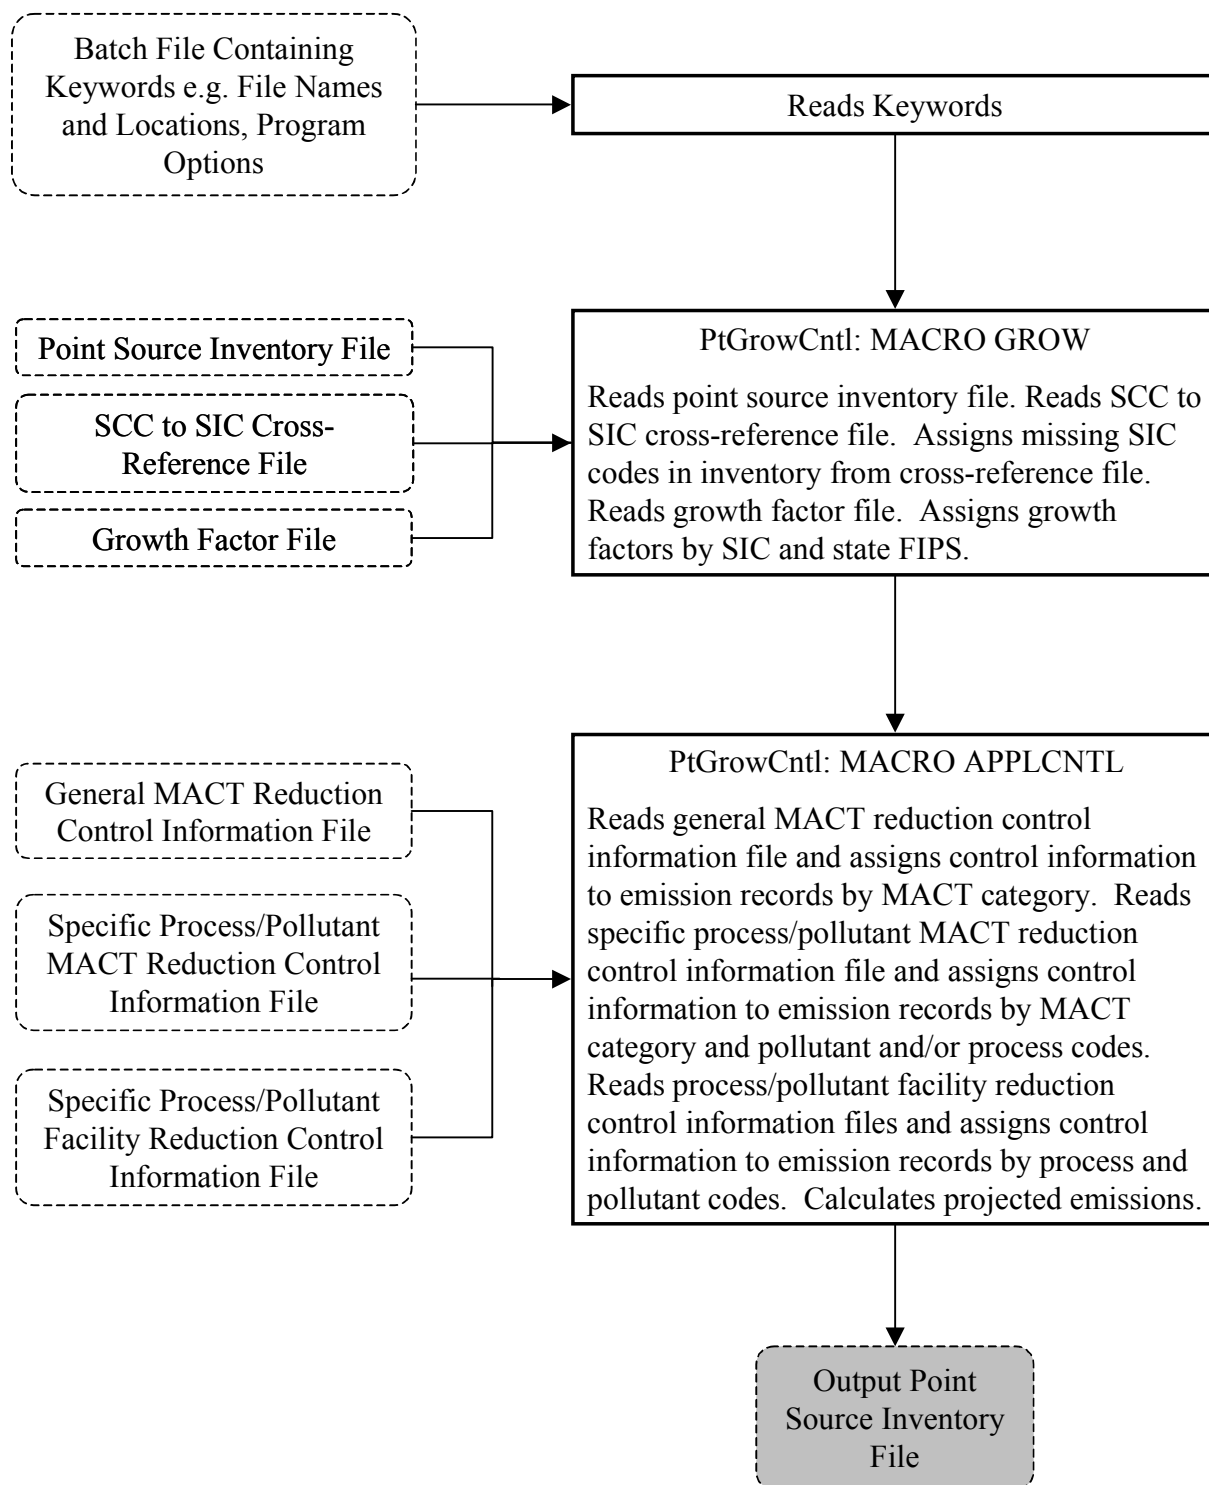 Batch File Containing
Keywords e.g. File Names
and Locations, Program
Options
Reads Keywords
Point Source Inventory File
SCC to SIC Cross-
Reference File
Growth Factor File
PtGrowCntl: MACRO GROW
Reads point source inventory file. Reads SCC to
SIC cross-reference file.  Assigns missing SIC
codes in inventory from cross-reference file.
Reads growth factor file.  Assigns growth
factors by SIC and state FIPS.
General MACT Reduction
Control Information File
Specific Process/Pollutant
MACT Reduction Control
Information File
Specific Process/Pollutant
Facility Reduction Control
Information File
PtGrowCntl: MACRO APPLCNTL
Reads general MACT reduction control
information file and assigns control information
to emission records by MACT category.  Reads
specific process/pollutant MACT reduction
control information file and assigns control
information to emission records by MACT
category and pollutant and/or process codes.
Reads process/pollutant facility reduction
control information files and assigns control
information to emission records by process and
pollutant codes.  Calculates projected emissions.
Output Point
Source Inventory
File